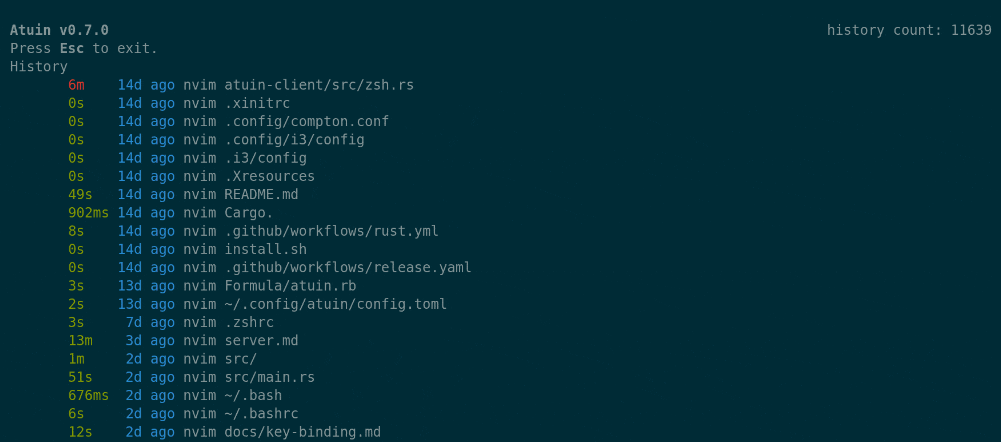 Atuin v0.7.0 history count: 11639
Press Esc to exit.
History
6m 14d ago nvim atuin-client/src/zsh.rs
0s 14d ago nvim .xinitrc
0s 14d ago nvim .config/compton.conf
0s 14d ago nvim .config/i3/config
0s 14d ago nvim .i3/config
0s 14d ago nvim .Xresources
49s 14d ago nvim README.md
902ms 14d ago nvim Cargo.
8s 14d ago nvim .github/workflows/rust.yml
0s 14d ago nvim install.sh
0s 14d ago nvim .github/workflows/release.yaml
3s 13d ago nvim Formula/atuin.rb
2s 13d ago nvim ~/.config/atuin/config.toml
3s 7d ago nvim .zshrc
13m 3d ago nvim server.md
1m 2d ago nvim src/
51s 2d ago nvim src/main.rs
676ms 2d ago nvim ~/.bash
6s 2d ago nvim ~/.bashrc
12s 2d ago nvim docs/key-binding.md